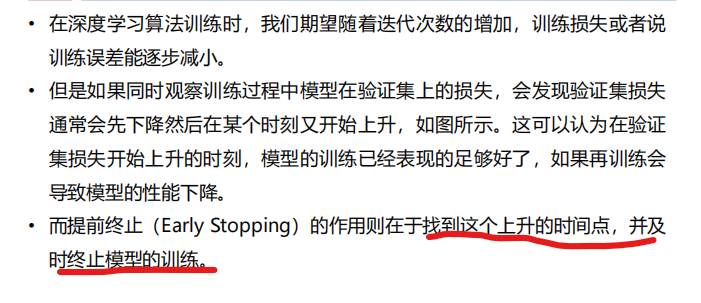 • 在深度学习算法训练时，我们期望随着迭代次数的增加，训练损失或者说
训练误差能逐步减小。
• 但是如果同时观察训练过程中模型在验证集上的损失，会发现验证集损失
通常会先下降然后在某个时刻又开始上升，如图所示。这可以认为在验证
集损失开始上升的时刻，模型的训练已经表现的足够好了，如果再训练会
导致模型的性能下降。
• 而提前终止（Early Stopping）的作用则在于找到这个上升的时间点，并及
时终止模型的训练。